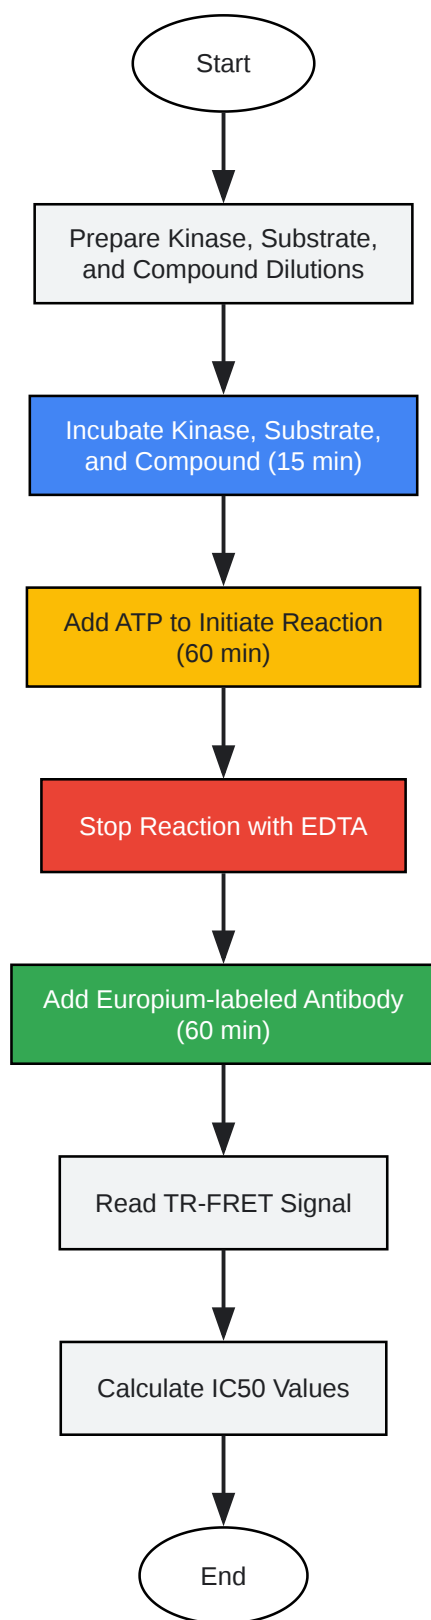 Start
Prepare Kinase, Substrate,
and Compound Dilutions
Incubate Kinase, Substrate,
and Compound (15 min)
Add ATP to Initiate Reaction
(60 min)
Stop Reaction with EDTA
Add Europium-labeled Antibody
(60 min)
Read TR-FRET Signal
Calculate IC50 Values
End